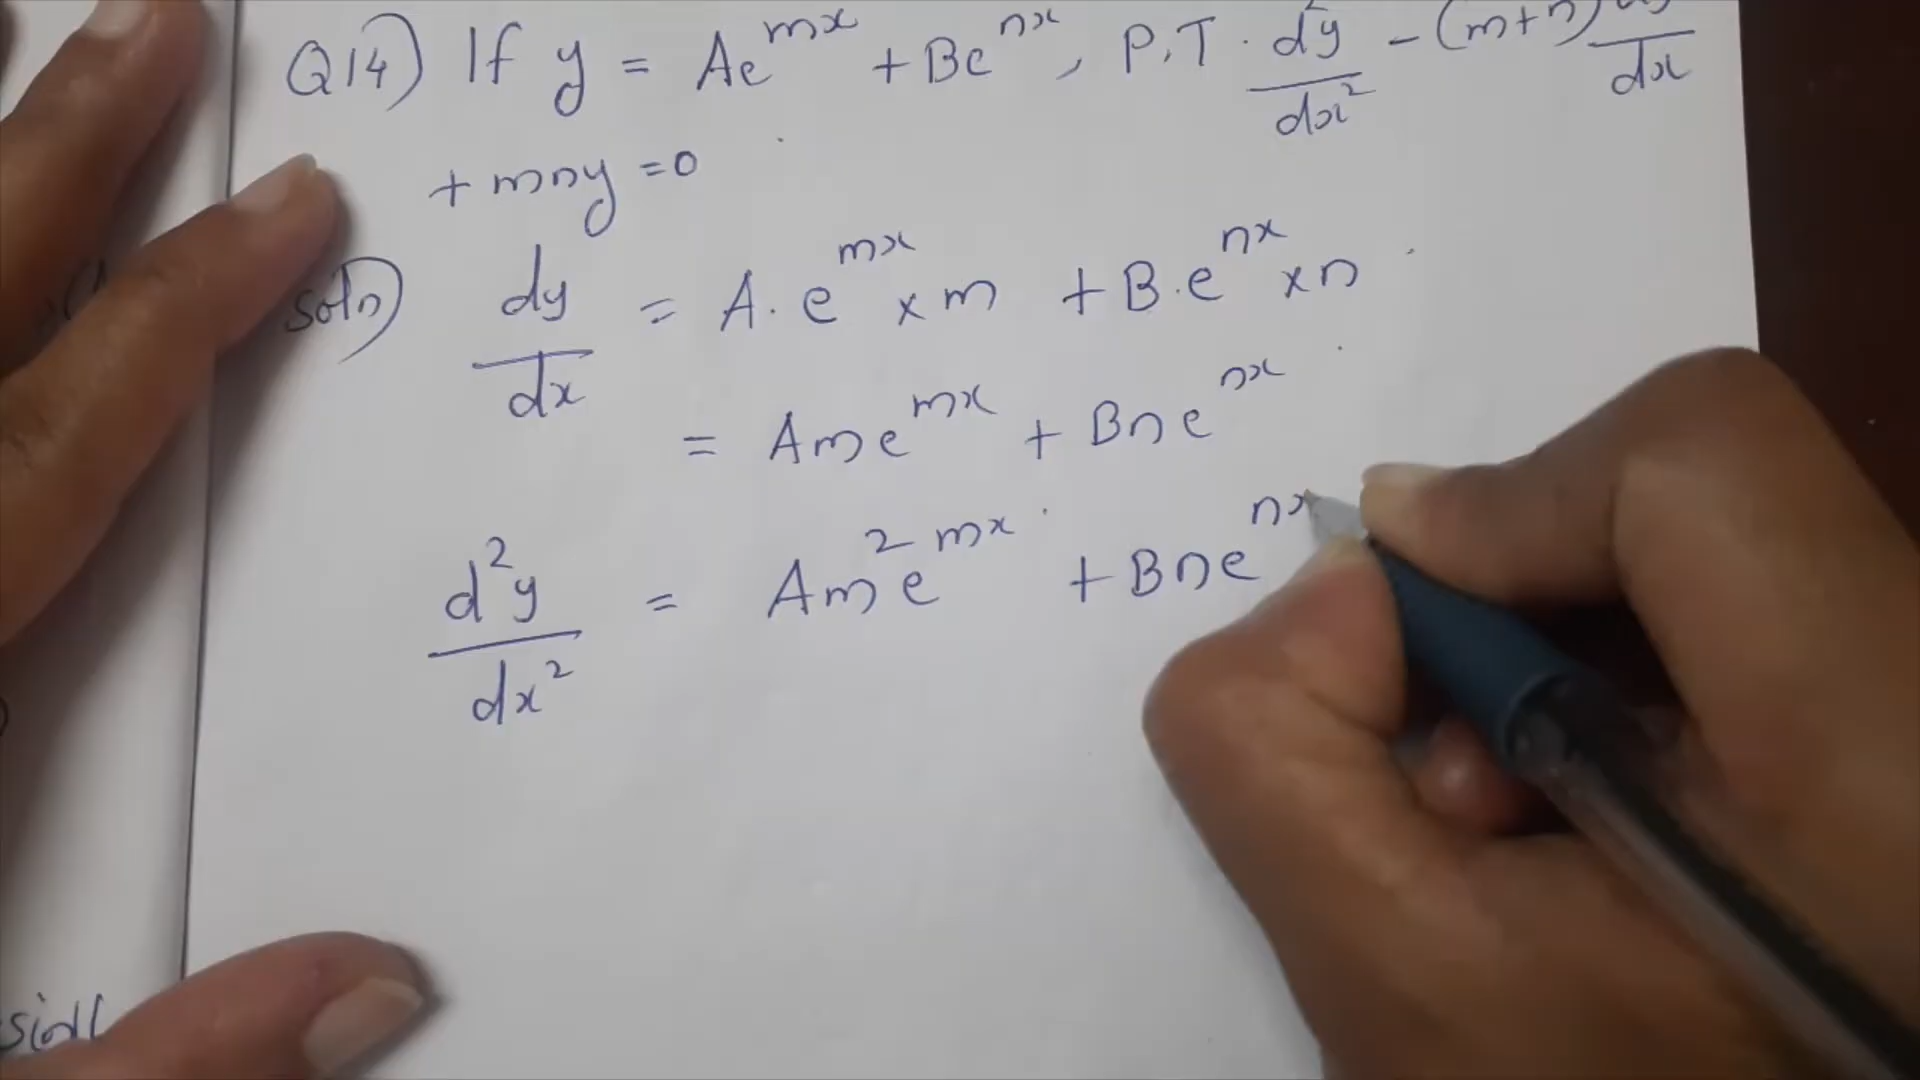 Q14) If y = Ae^mx + Be^nx, P.T. d²y/dx² - (m+n) dy/dx
+ mny = 0
Soln) dy/dx = A. e^mx × m + B. e^nx × n
= Ame^mx + Bne^nx
d²y/dx² = Am²e^mx + Bne^nx